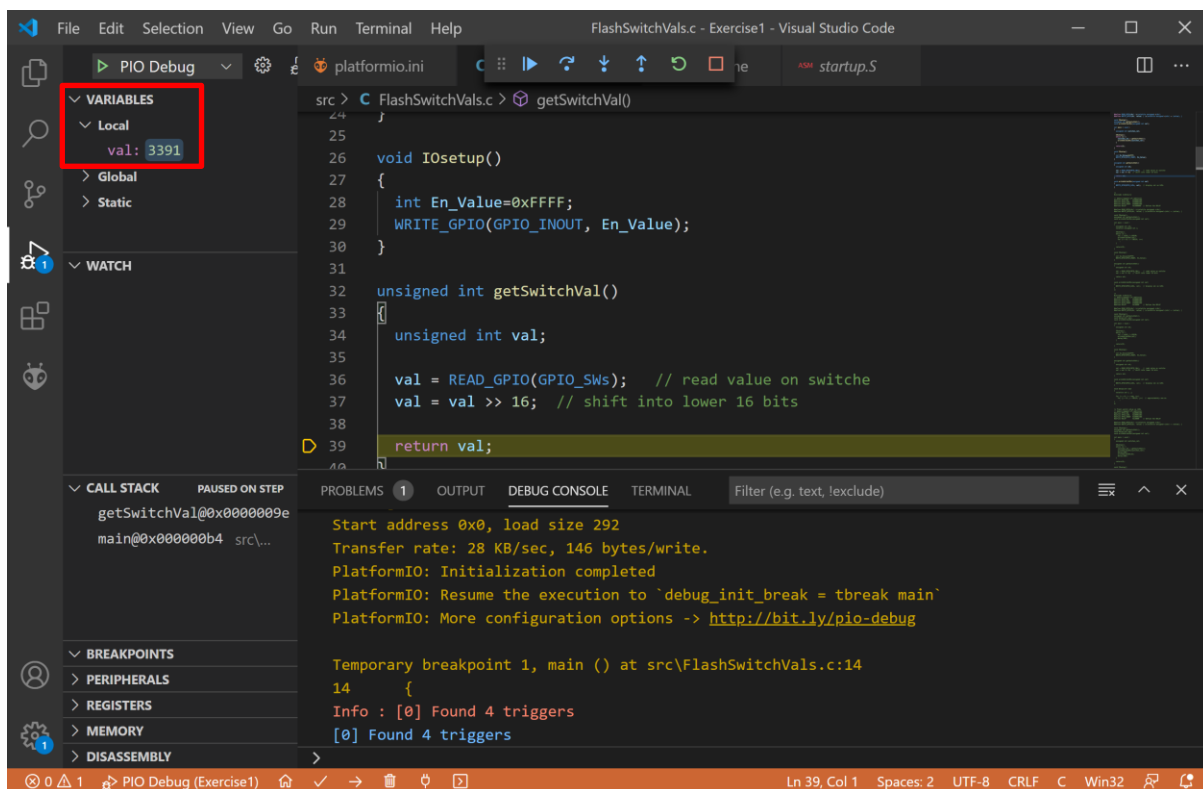 File Edit Selection View Go Run Terminal Help FlashSwitchVals.c - Exercise1 - Visual Studio Code
PIO Debug
platformio.ini C ne ASM startup.S
VARIABLES
Local
val: 3391
Global
Static
WATCH
CALL STACK PAUSED ON STEP
getSwitchVal@0x0000009e
main@0x000000b4 src\...
BREAKPOINTS
PERIPHERALS
REGISTERS
MEMORY
DISASSEMBLY
src > C FlashSwitchVals.c > getSwitchVal()
24 }
25
26 void IOsetup()
27 {
28 int En_Value=0xFFFF;
29 WRITE_GPIO(GPIO_INOUT, En_Value);
30 }
31
32 unsigned int getSwitchVal()
33 {
34 unsigned int val;
35
36 val = READ_GPIO(GPIO_SWs); // read value on switche
37 val = val >> 16; // shift into lower 16 bits
38
39 return val;
40 }
PROBLEMS 1 OUTPUT DEBUG CONSOLE TERMINAL Filter (e.g. text, !exclude)
Start address 0x0, load size 292
Transfer rate: 28 KB/sec, 146 bytes/write.
PlatformIO: Initialization completed
PlatformIO: Resume the execution to `debug_init_break = tbreak main`
PlatformIO: More configuration options -> http://bit.ly/pio-debug
Temporary breakpoint 1, main () at src\FlashSwitchVals.c:14
14 {
Info : [0] Found 4 triggers
[0] Found 4 triggers
>
1
1
0 1 PIO Debug (Exercise1) Ln 39, Col 1 Spaces: 2 UTF-8 CRLF C Win32